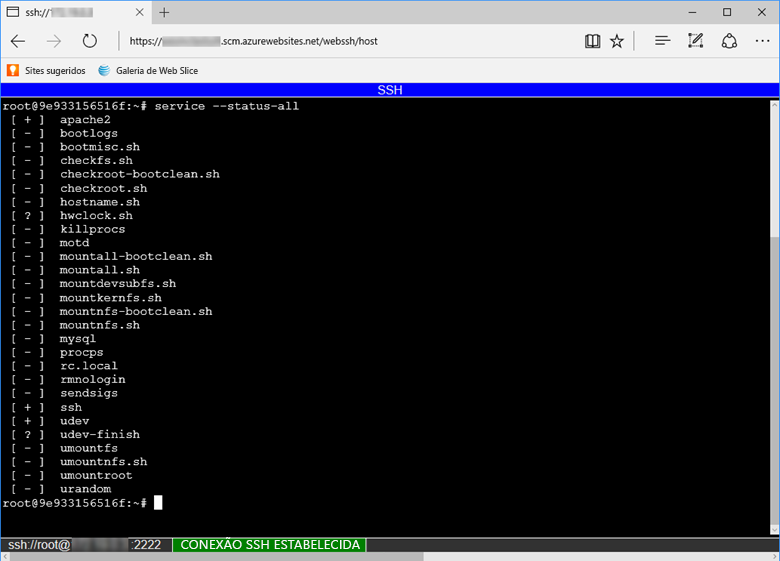 ssh://1
https:// .scm.azurewebsites.net/webssh/host
Sites sugeridos Galeria de Web Slice
SSH
root@9e933156516f:~# service --status-all
[ + ] apache2
[ - ] bootlogs
[ - ] bootmisc.sh
[ - ] checkfs.sh
[ - ] checkroot-bootclean.sh
[ - ] checkroot.sh
[ - ] hostname.sh
[ ? ] hwclock.sh
[ - ] killprocs
[ - ] motd
[ - ] mountall-bootclean.sh
[ - ] mountall.sh
[ - ] mountdevsubfs.sh
[ - ] mountkernfs.sh
[ - ] mountnfs-bootclean.sh
[ - ] mountnfs.sh
[ - ] mysql
[ - ] procps
[ - ] rc.local
[ - ] rmnologin
[ - ] sendsigs
[ + ] ssh
[ + ] udev
[ ? ] udev-finish
[ - ] umountfs
[ - ] umountnfs.sh
[ - ] umountroot
[ - ] urandom
root@9e933156516f:~#
ssh://root@ :2222 CONEXÃO SSH ESTABELECIDA